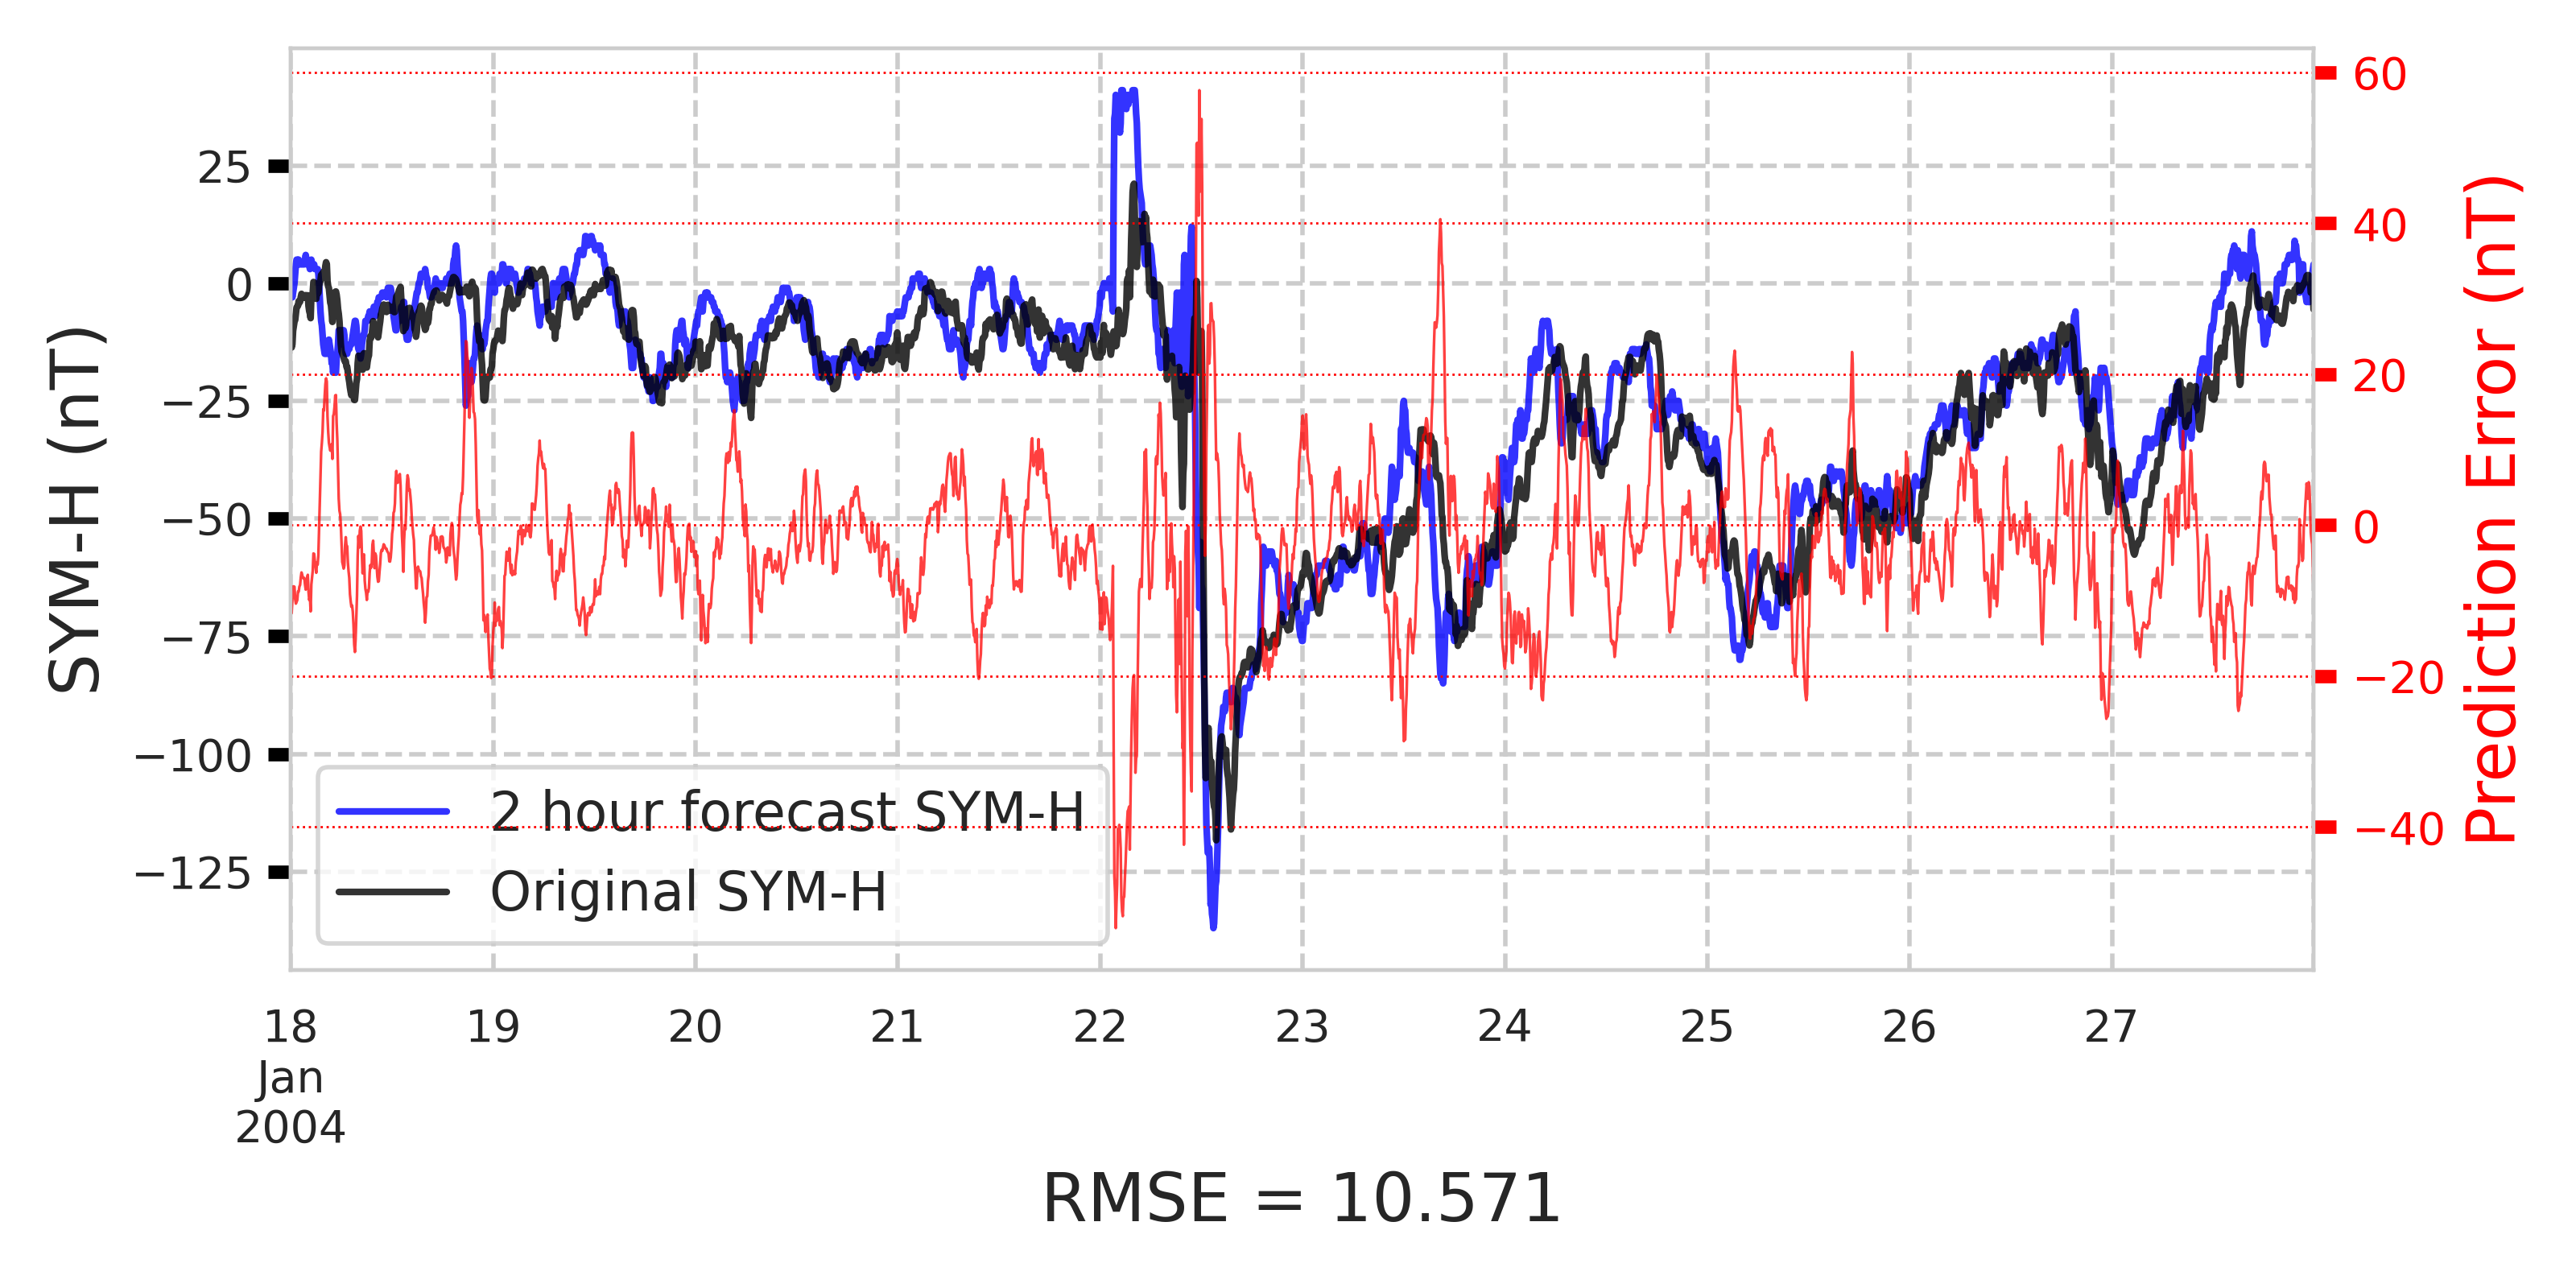 60
40
20
0
−20
−40
Prediction Error (nT)
25
0
−25
−50
−75
−100
−125
SYM-H (nT)
2 hour forecast SYM-H
Original SYM-H
18 19 20 21 22 23 24 25 26 27
Jan
2004
RMSE = 10.571